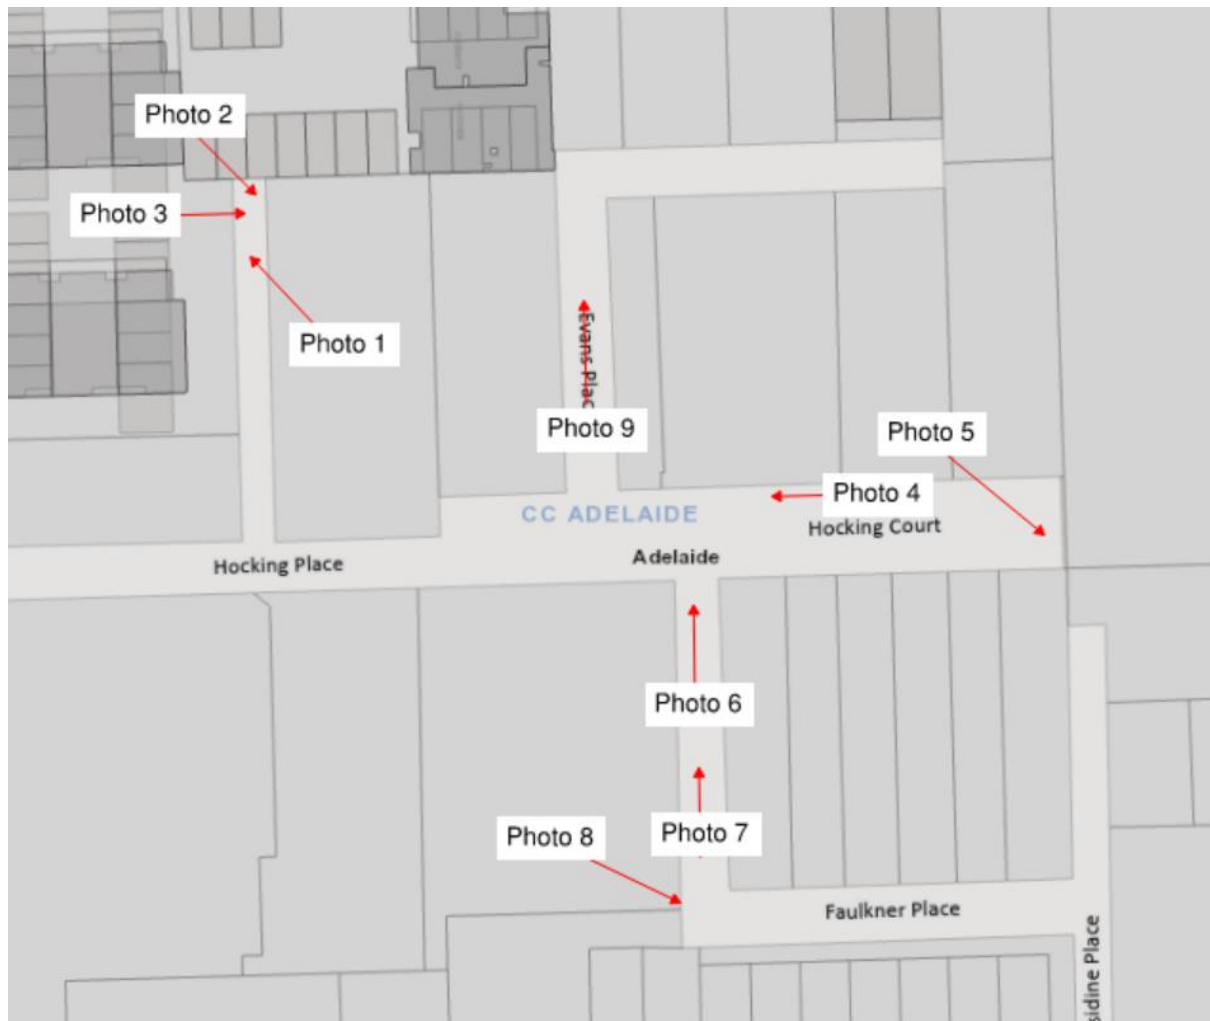 Photo 2
Photo 3
Photo 1
Evans Plac
Photo 9
Photo 5
Photo 4
CC ADELAIDE
Hocking Court
Adelaide
Hocking Place
Photo 6
Photo 7
Photo 8
Faulkner Place
sidine Place